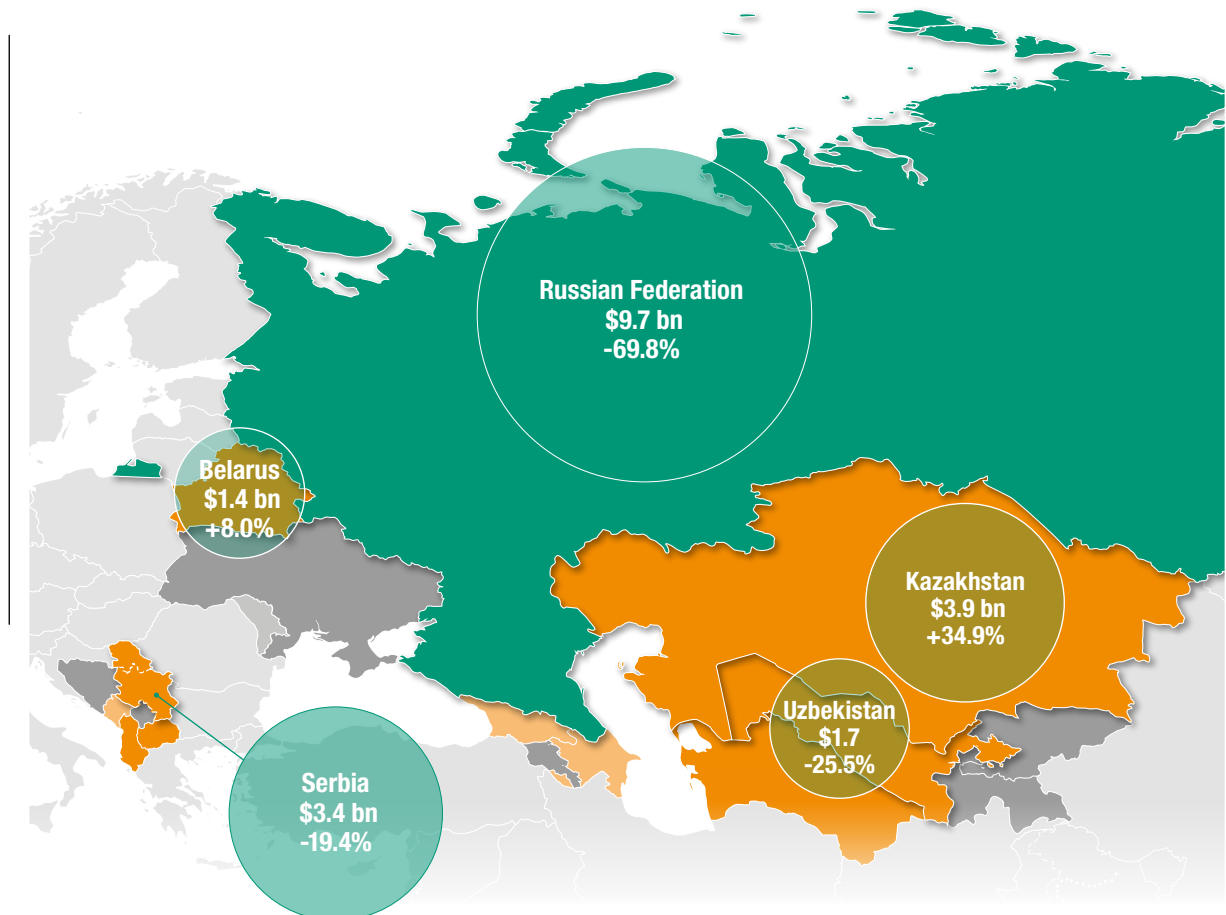 Russian Federation
$9.7 bn
-69.8%
Belarus
$1.4 bn
+8.0%
Kazakhstan
$3.9 bn
+34.9%
Uzbekistan
$1.7
-25.5%
Serbia
$3.4 bn
-19.4%